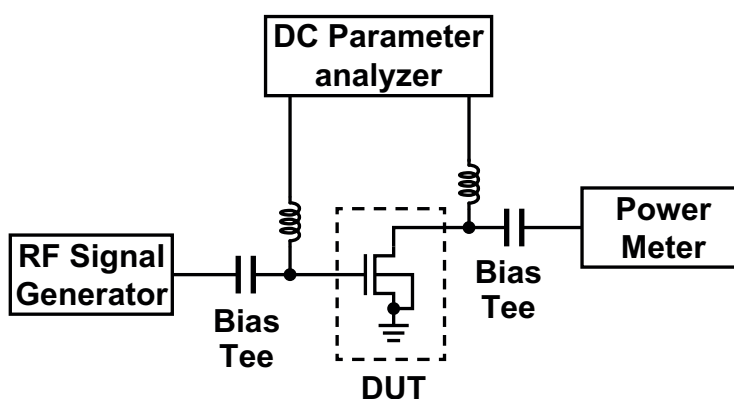 DC Parameter
analyzer
RF Signal
Generator
Bias
Tee
DUT
Bias
Tee
Power
Meter